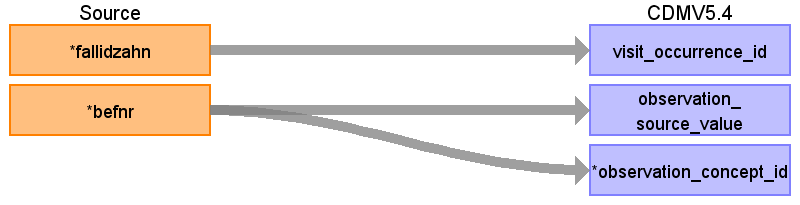 Source
CDMV5.4
*fallidzahn
visit_occurrence_id
*befnr
observation_
source_value
*observation_concept_id